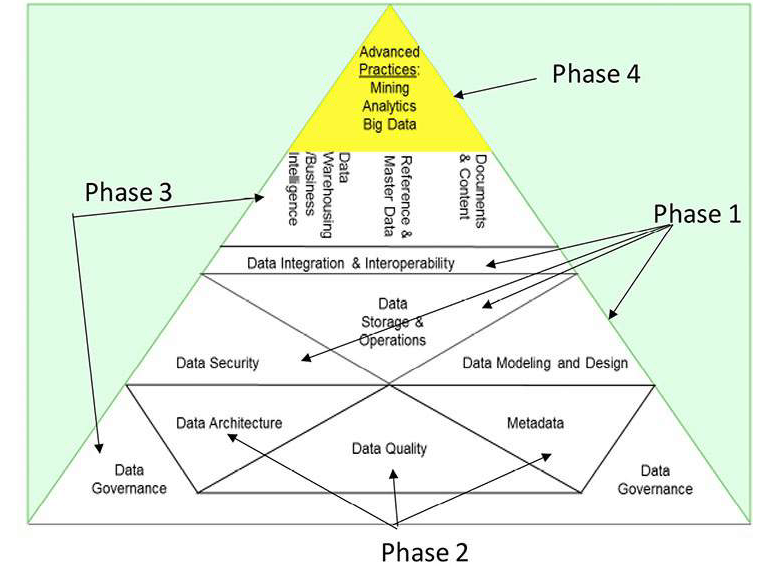 Advanced
Practices:
Mining
Analytics
Big Data
Phase 4
Data
Warehousing
/Business
Intelligence
Reference &
Master Data
Documents
& Content
Phase 3
Phase 1
Data Integration & Interoperability
Data
Storage &
Operations
Data Security
Data Modeling and Design
Data Architecture
Metadata
Data Quality
Data
Governance
Data
Governance
Phase 2